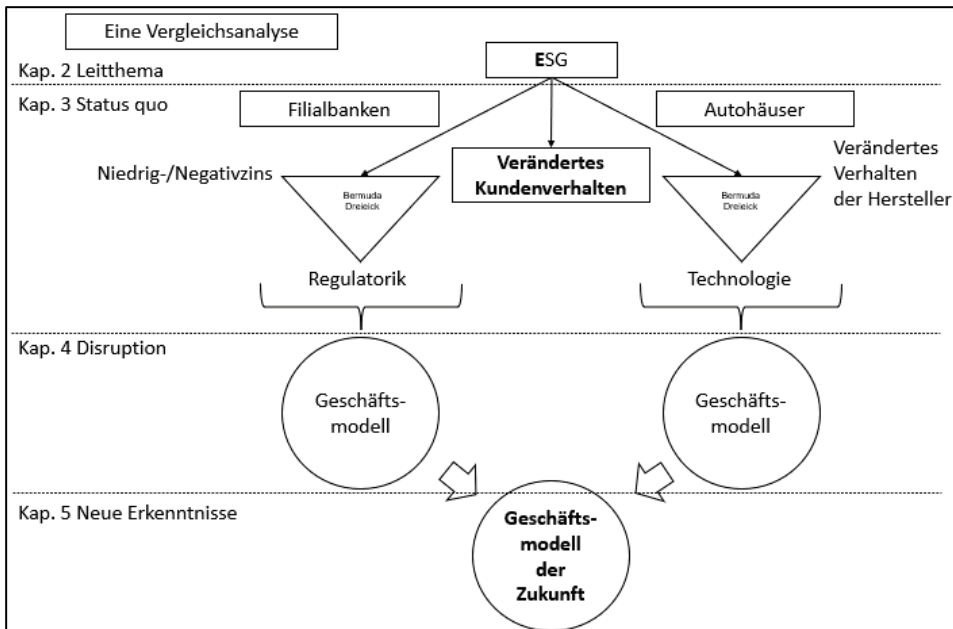 Eine Vergleichsanalyse
Kap. 2 Leitthema
ESG
Kap. 3 Status quo
Filialbanken
Autohäuser
Niedrig-/Negativzins
Bermuda
Dreieick
Verändertes
Kundenverhalten
Bermuda
Dreieick
Verändertes
Verhalten
der Hersteller
Regulatorik
Technologie
Kap. 4 Disruption
Geschäfts-
modell
Geschäfts-
modell
Kap. 5 Neue Erkenntnisse
Geschäfts-
modell
der
Zukunft